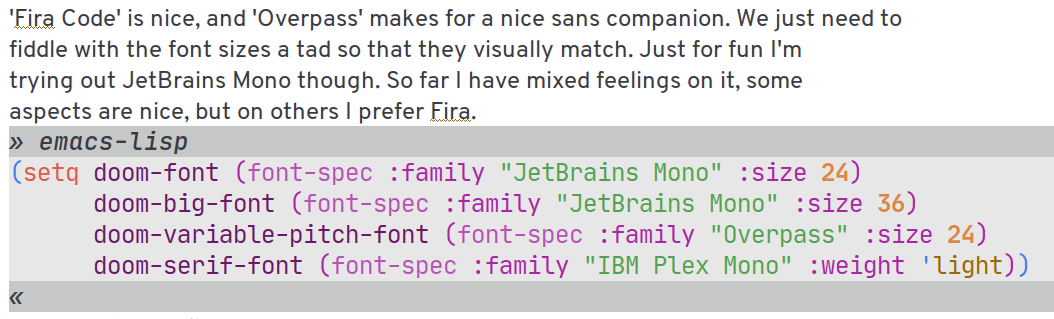 'Fira Code' is nice, and 'Overpass' makes for a nice sans companion. We just need to
fiddle with the font sizes a tad so that they visually match. Just for fun I'm
trying out JetBrains Mono though. So far I have mixed feelings on it, some
aspects are nice, but on others I prefer Fira.
» emacs-lisp
(setq doom-font (font-spec :family "JetBrains Mono" :size 24)
      doom-big-font (font-spec :family "JetBrains Mono" :size 36)
      doom-variable-pitch-font (font-spec :family "Overpass" :size 24)
      doom-serif-font (font-spec :family "IBM Plex Mono" :weight 'light))
«